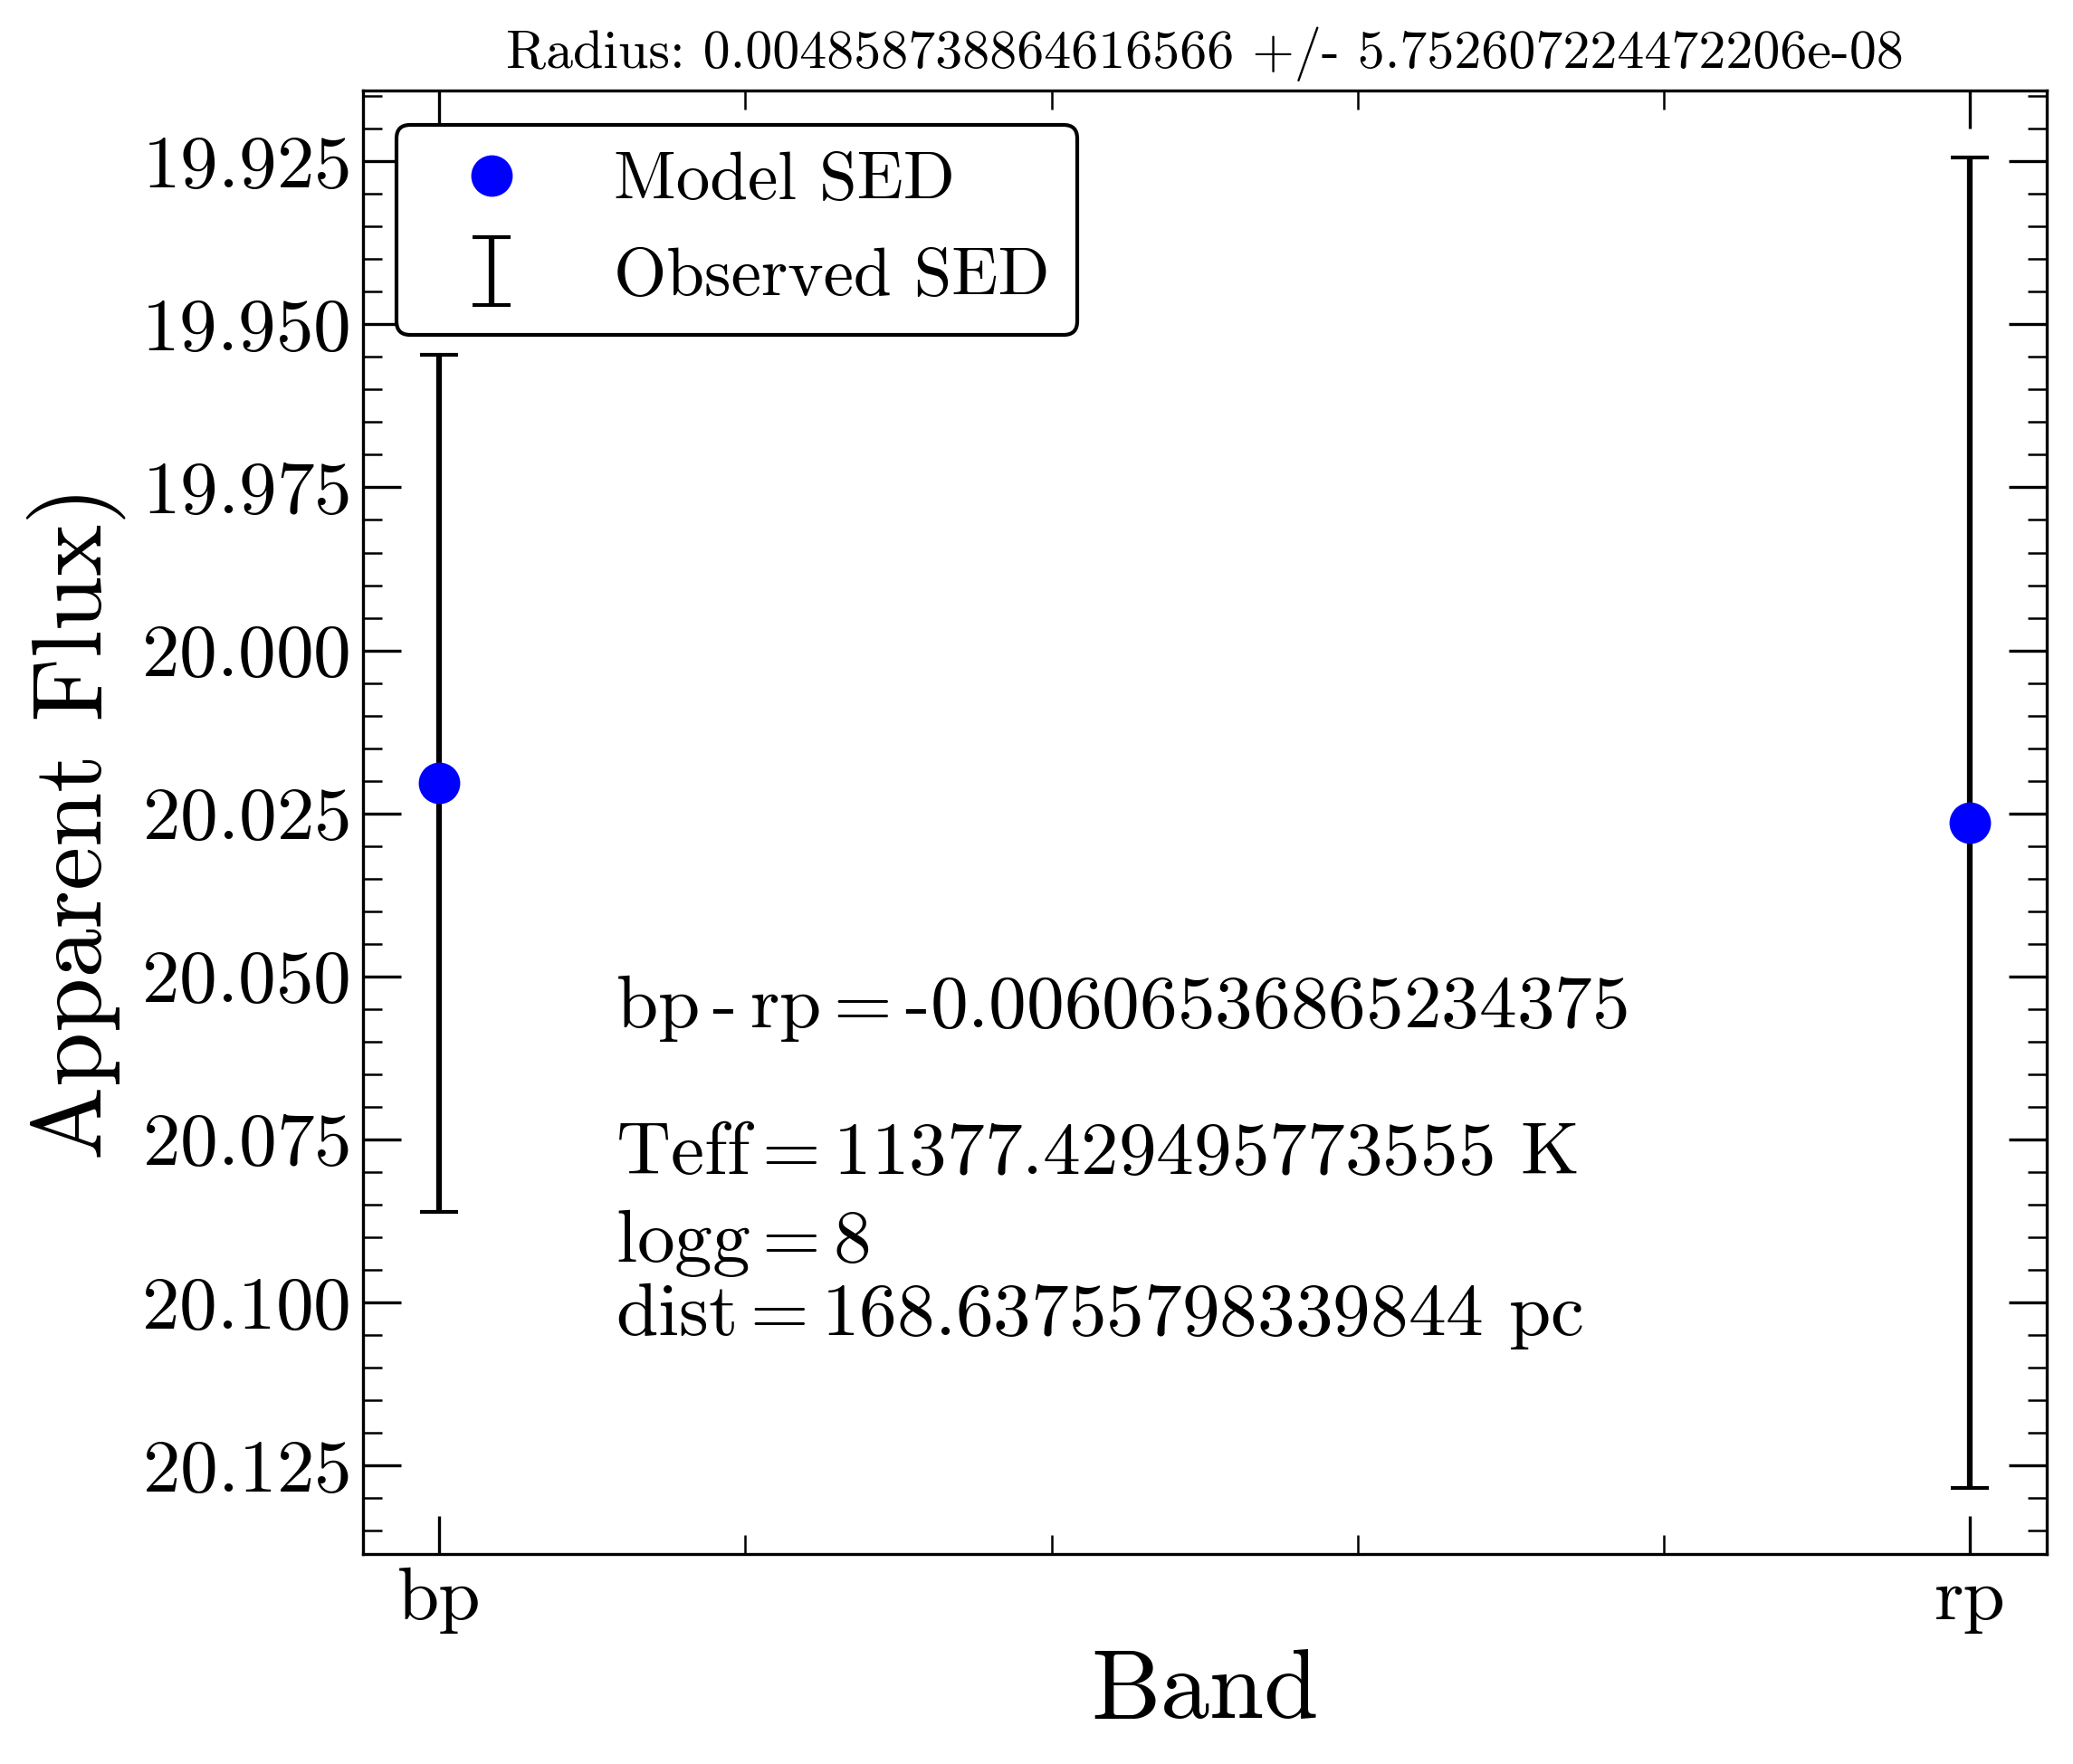 Radius: 0.004858738864616566 +/- 5.752607224472206e-08
Model SED
Observed SED
19.925
19.950
19.975
20.000
20.025
20.050
20.075
20.100
20.125
Apparent Flux)
bp - rp = -0.00606536865234375
Teff = 11377.429495773555 K
logg = 8
dist = 168.63755798339844 pc
bp
rp
Band